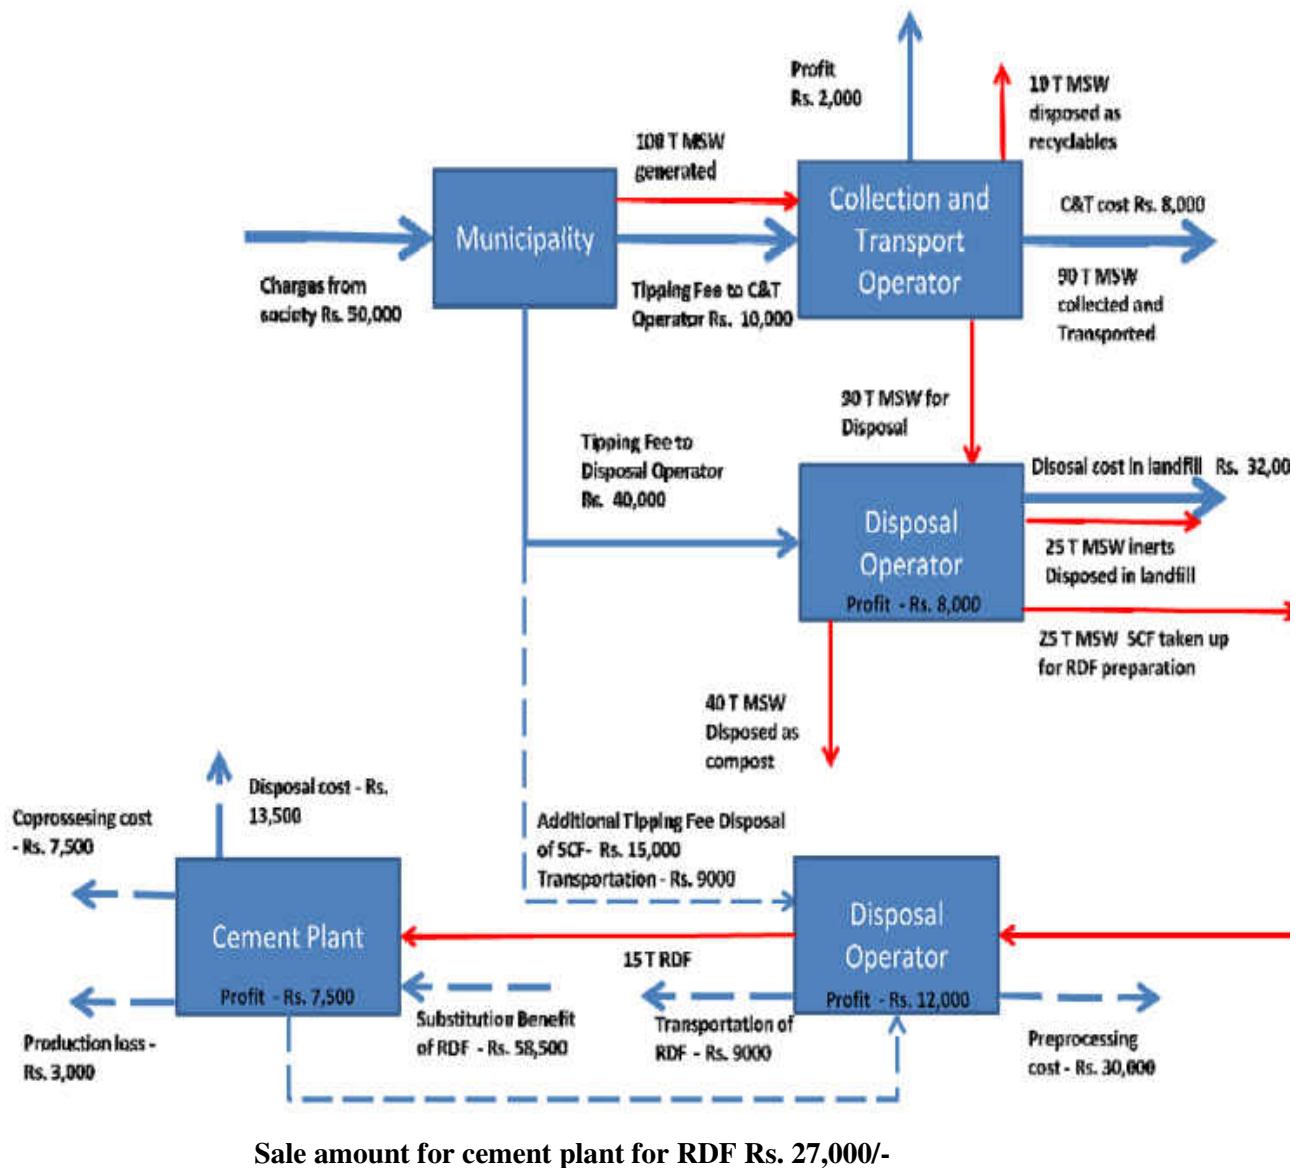 Profit
Rs. 2,000
10 T MSW
disposed as
recyclables
100 T MSW
generated
Municipality
Collection and
Transport
Operator
C&T cost Rs. 8,000
Charges from
society Rs. 50,000
Tipping Fee to C&T
Operator Rs. 10,000
90 T MSW
collected and
Transported
90 T MSW for
Disposal
Tipping Fee to
Disposal Operator
Rs. 40,000
Disosal cost in landfill Rs. 32,00
Disposal
Operator
Profit - Rs. 8,000
25 T MSW inerts
Disposed in landfill
25 T MSW SCF taken up
for RDF preparation
40 T MSW
Disposed as
compost
Disposal cost - Rs.
13,500
Coprossesing cost
- Rs. 7,500
Additional Tipping Fee Disposal
of SCF- Rs. 15,000
Transportation - Rs. 9000
Cement Plant
Profit - Rs. 7,500
Disposal
Operator
Profit - Rs. 12,000
15 T RDF
Production loss -
Rs. 3,000
Substitution Benefit
of RDF - Rs. 58,500
Transportation of
RDF - Rs. 9000
Preprocessing
cost - Rs. 30,000
Sale amount for cement plant for RDF Rs. 27,000/-